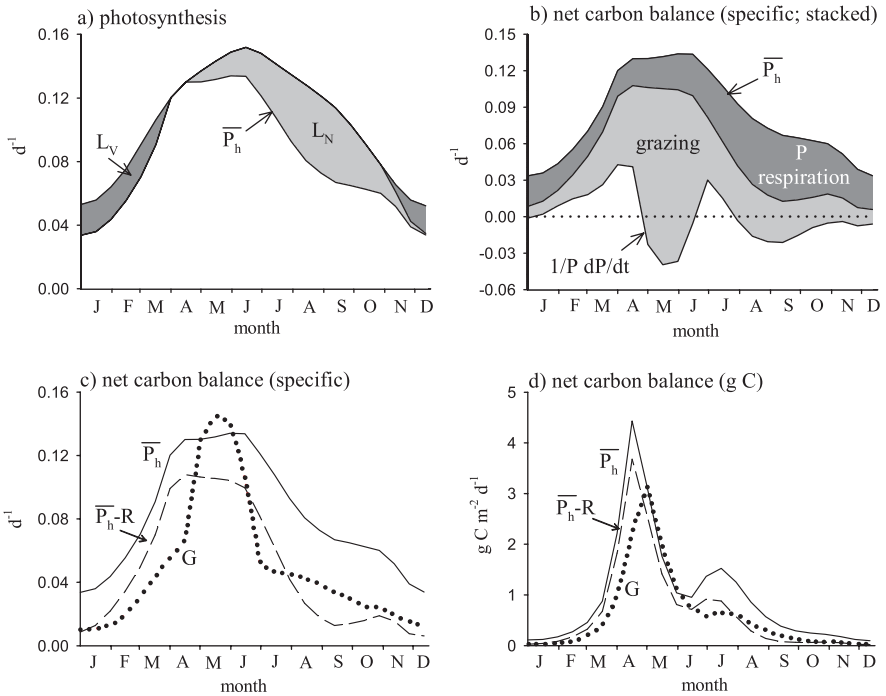 a) photosynthesis
0.16
0.12
0.08
0.04
0.00
d⁻¹
L_V
P̅_h
L_N
J F M A M J J A S O N D
month
b) net carbon balance (specific; stacked)
0.15
0.12
0.09
0.06
0.03
0.00
-0.03
-0.06
d⁻¹
P̅_h
grazing
P
respiration
1/P dP/dt
J F M A M J J A S O N D
month
c) net carbon balance (specific)
0.16
0.12
0.08
0.04
0.00
d⁻¹
P̅_h
P̅_h-R
G
J F M A M J J A S O N D
month
d) net carbon balance (g C)
5
4
3
2
1
0
g C m⁻² d⁻¹
P̅_h
P̅_h-R
G
J F M A M J J A S O N D
month